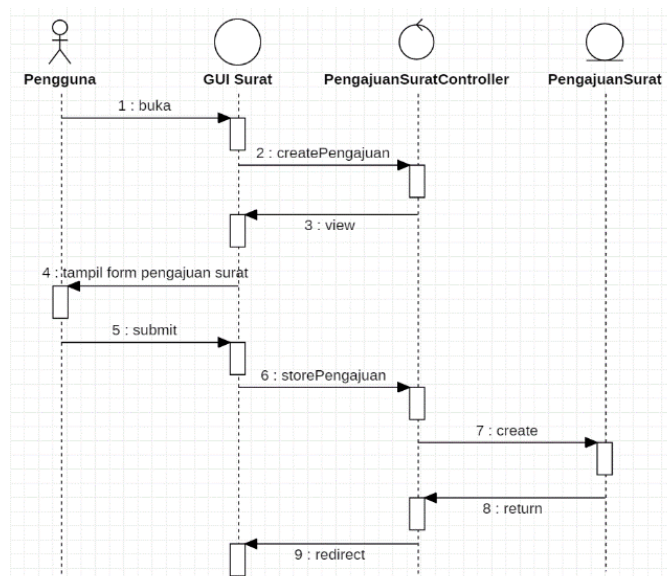 Pengguna GUI Surat PengajuanSuratController PengajuanSurat
1 : buka
2 : createPengajuan
3 : view
4 : tampil form pengajuan surat
5 : submit
6 : storePengajuan
7 : create
8 : return
9 : redirect